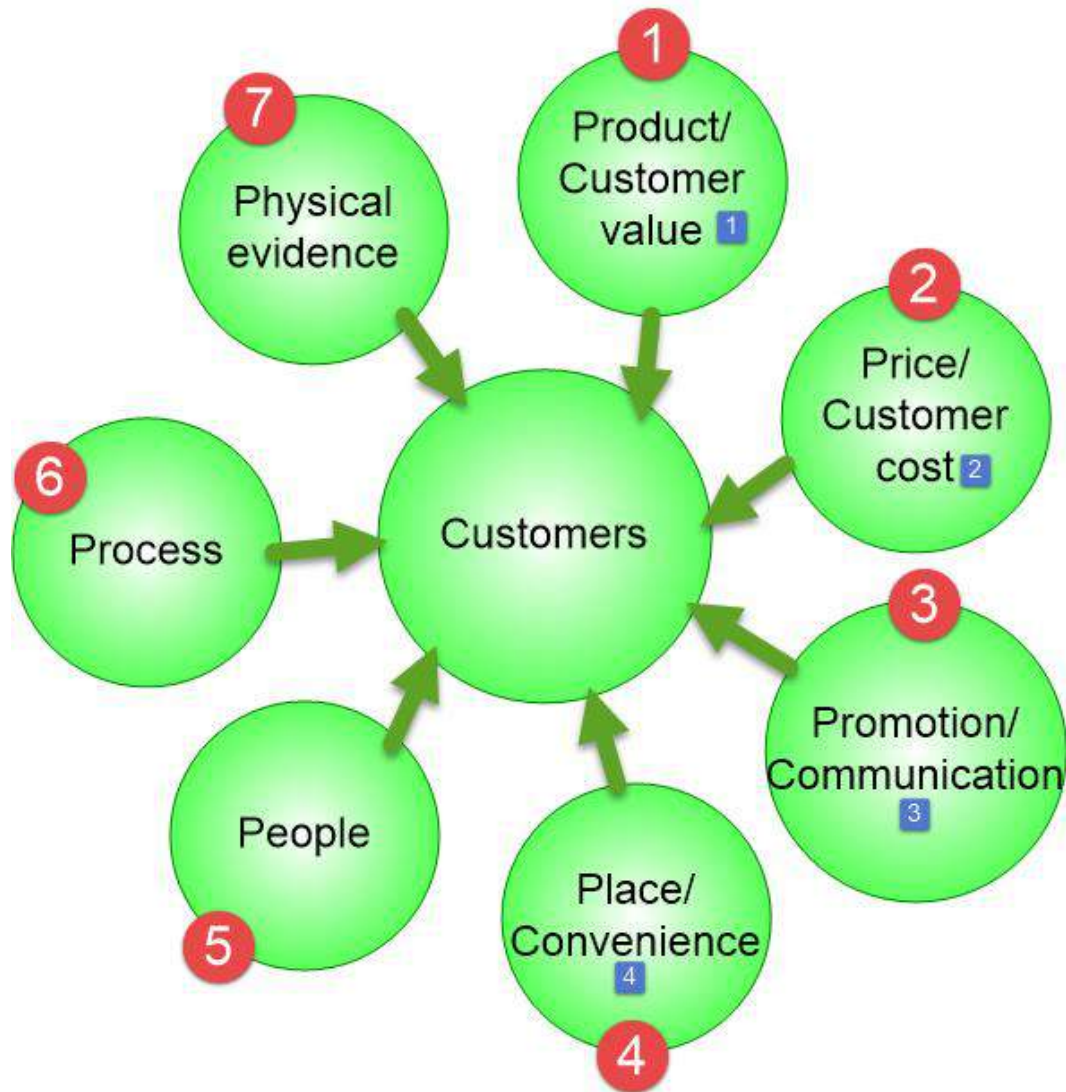 1
Product/
Customer
value 1
2
Price/
Customer
cost 2
3
Promotion/
Communication
3
Place/
Convenience
4
4
People
5
6
Process
7
Physical
evidence
Customers